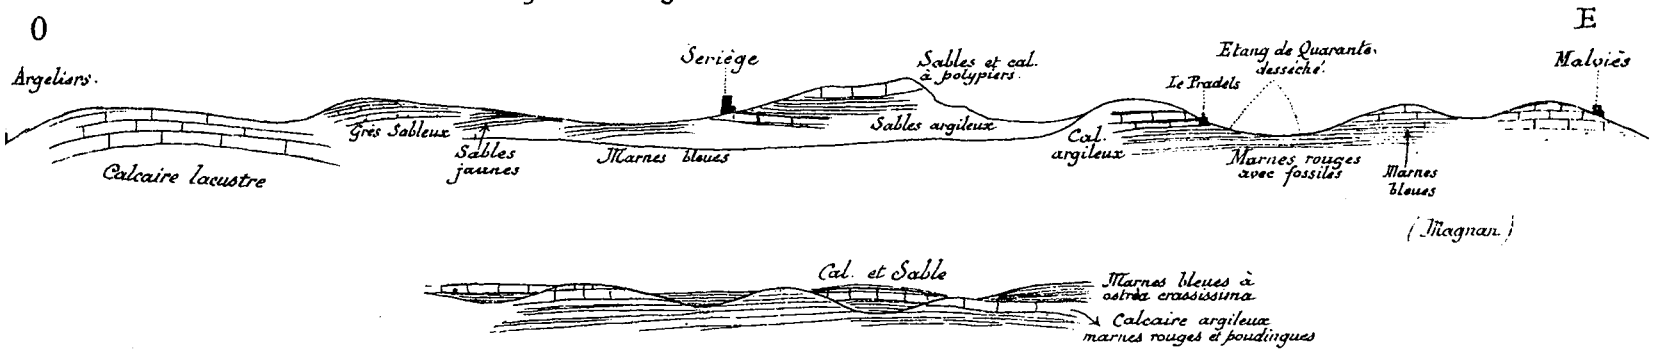 O
E
Argeliers.
Seriège
Sables et cal.
à polypiers.
Etang de Quarante.
desséché.
Le Pradels
Malviès
Grès Sableux
Sables
jaunes
Marnes bleues
Sables argileux
Cal.
argileux
Marnes rouges
avec fossiles
Marnes
bleues
Calcaire lacustre
(Magnan)
Cal. et Sable
Marnes bleues à
ostrea crassissima
Calcaire argileux
marnes rouges et poudingues